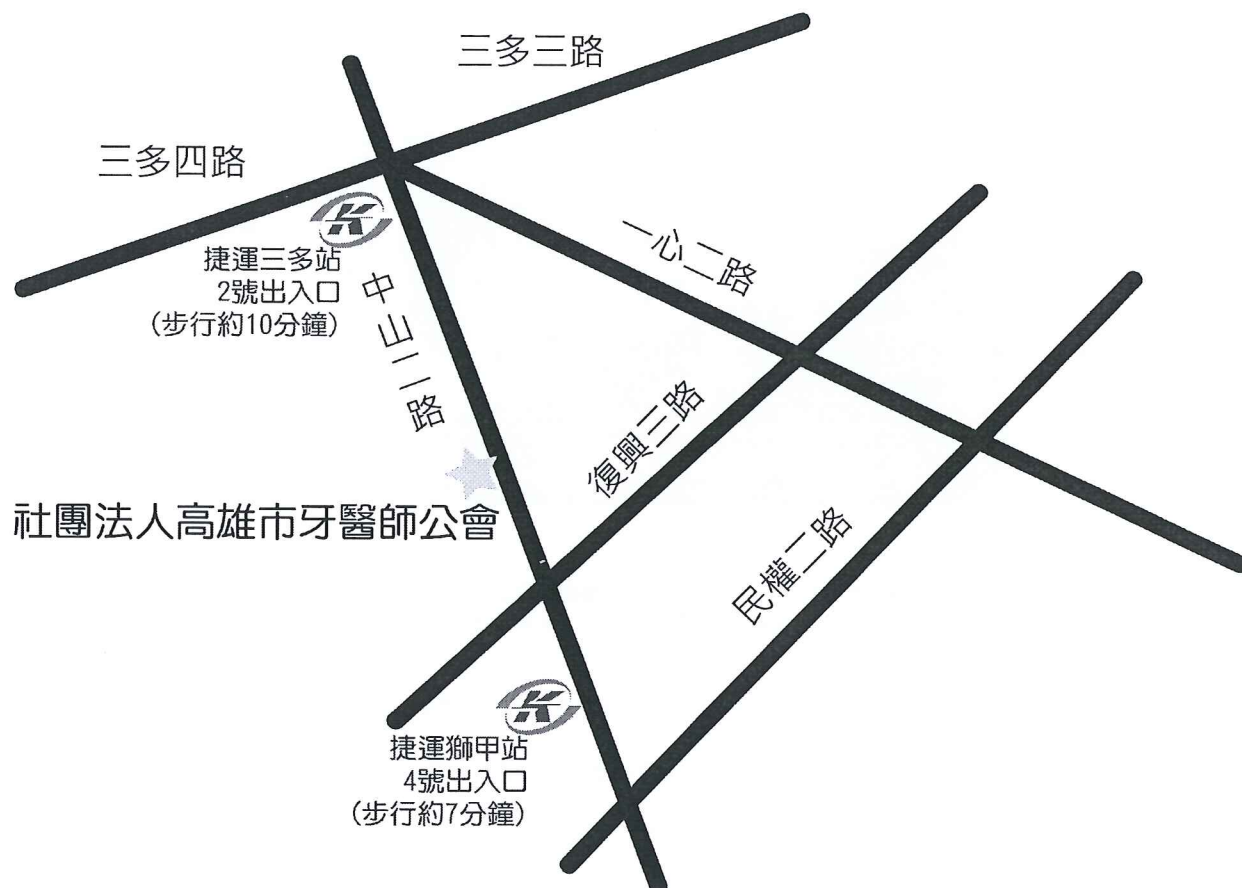 三多三路
三多四路
捷運三多站
2號出入口
(步行約10分鐘)
中山二路
一心二路
復興三路
社團法人高雄市牙醫師公會
民權二路
捷運獅甲站
4號出入口
(步行約7分鐘)